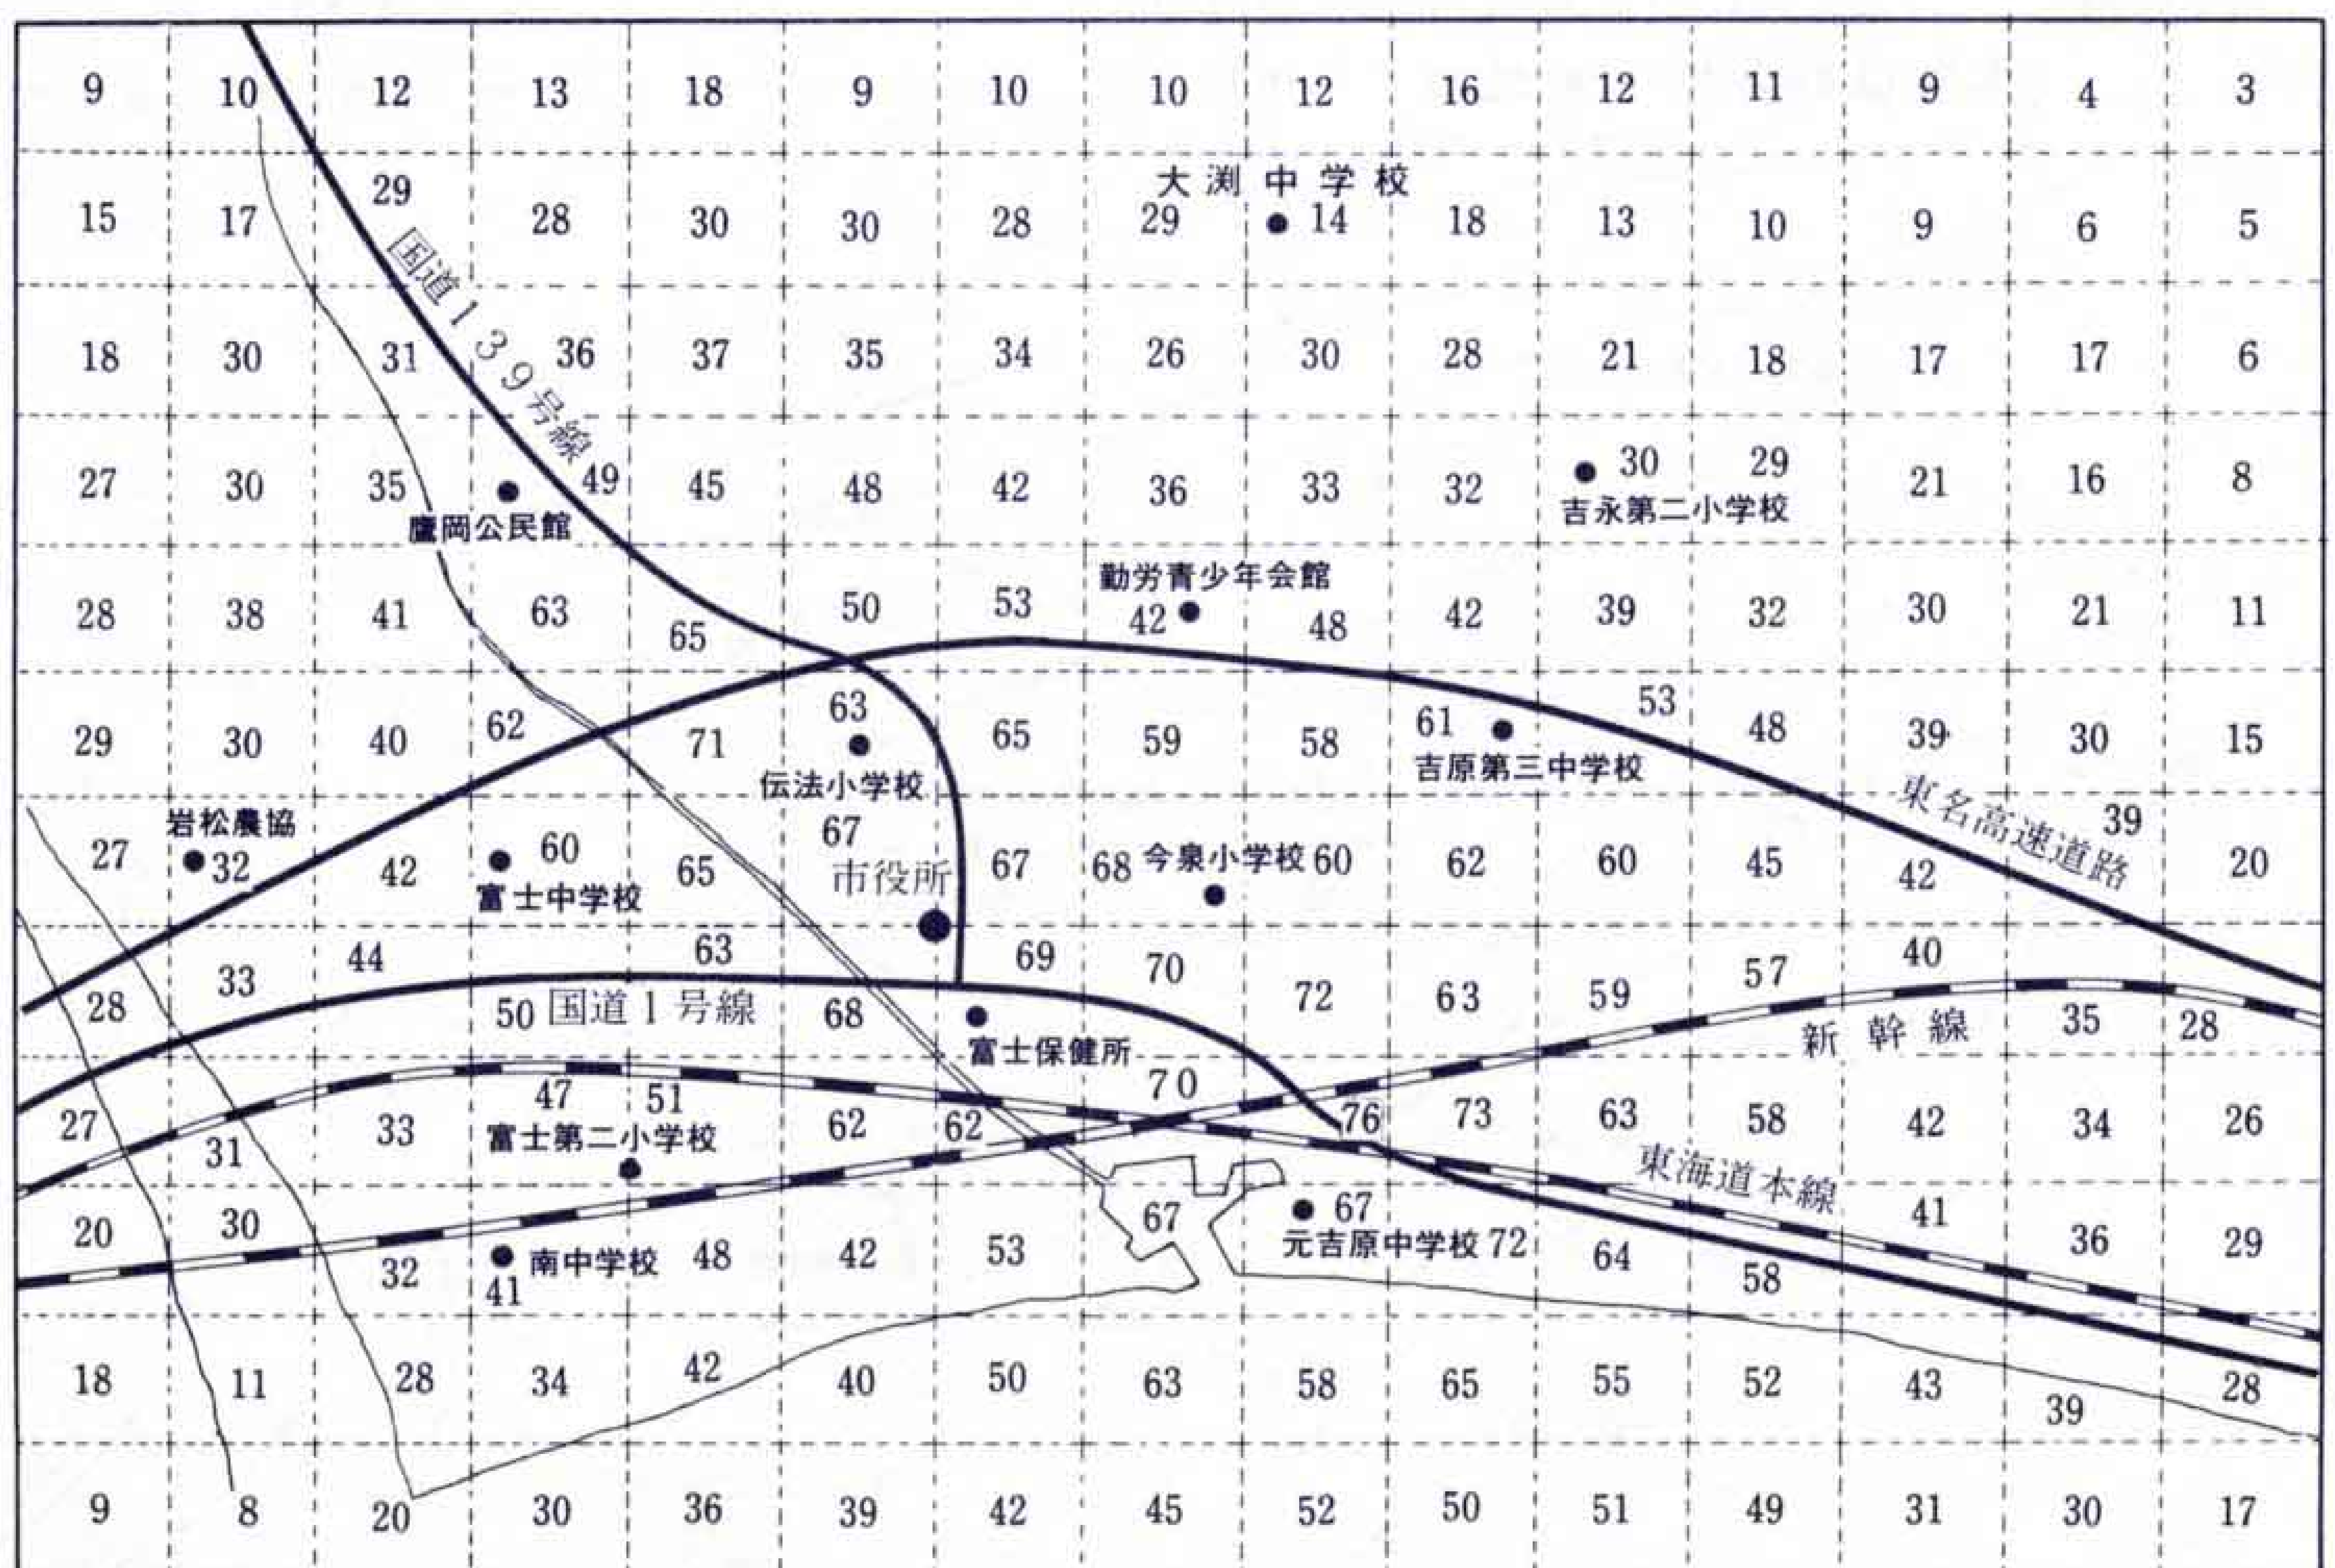 9 10 12 13 18 9 10 10 12 16 12 11 9 4 3
大渕中学校
15 17 29 28 30 30 28 29 14 18 13 10 9 6 5
国道139号線
18 30 31 36 37 35 34 26 30 28 21 18 17 17 6
27 30 35 49 45 48 42 36 33 32 30 29 21 16 8
鷹岡公民館
吉永第二小学校
勤労青少年会館
28 38 41 63 65 50 53 42 48 42 39 32 30 21 11
29 30 40 62 71 63 65 59 58 61 53 48 39 30 15
伝法小学校
吉原第三中学校
東名高速道路
岩松農協
27 32 42 60 65 67 67 68 今泉小学校 60 62 60 45 42 39 20
富士中学校
市役所
28 33 44 50 63 68 69 70 72 63 59 57 40 35 28
国道1号線
新幹線
富士保健所
27 31 33 47 51 62 62 70 76 73 63 58 42 34 26
富士第二小学校
東海道本線
20 30 32 41 48 42 53 67 67 72 64 58 41 36 29
南中学校
元吉原中学校
18 11 28 34 42 40 50 63 58 65 55 52 43 39 28
9 8 20 30 36 39 42 45 52 50 51 49 31 30 17